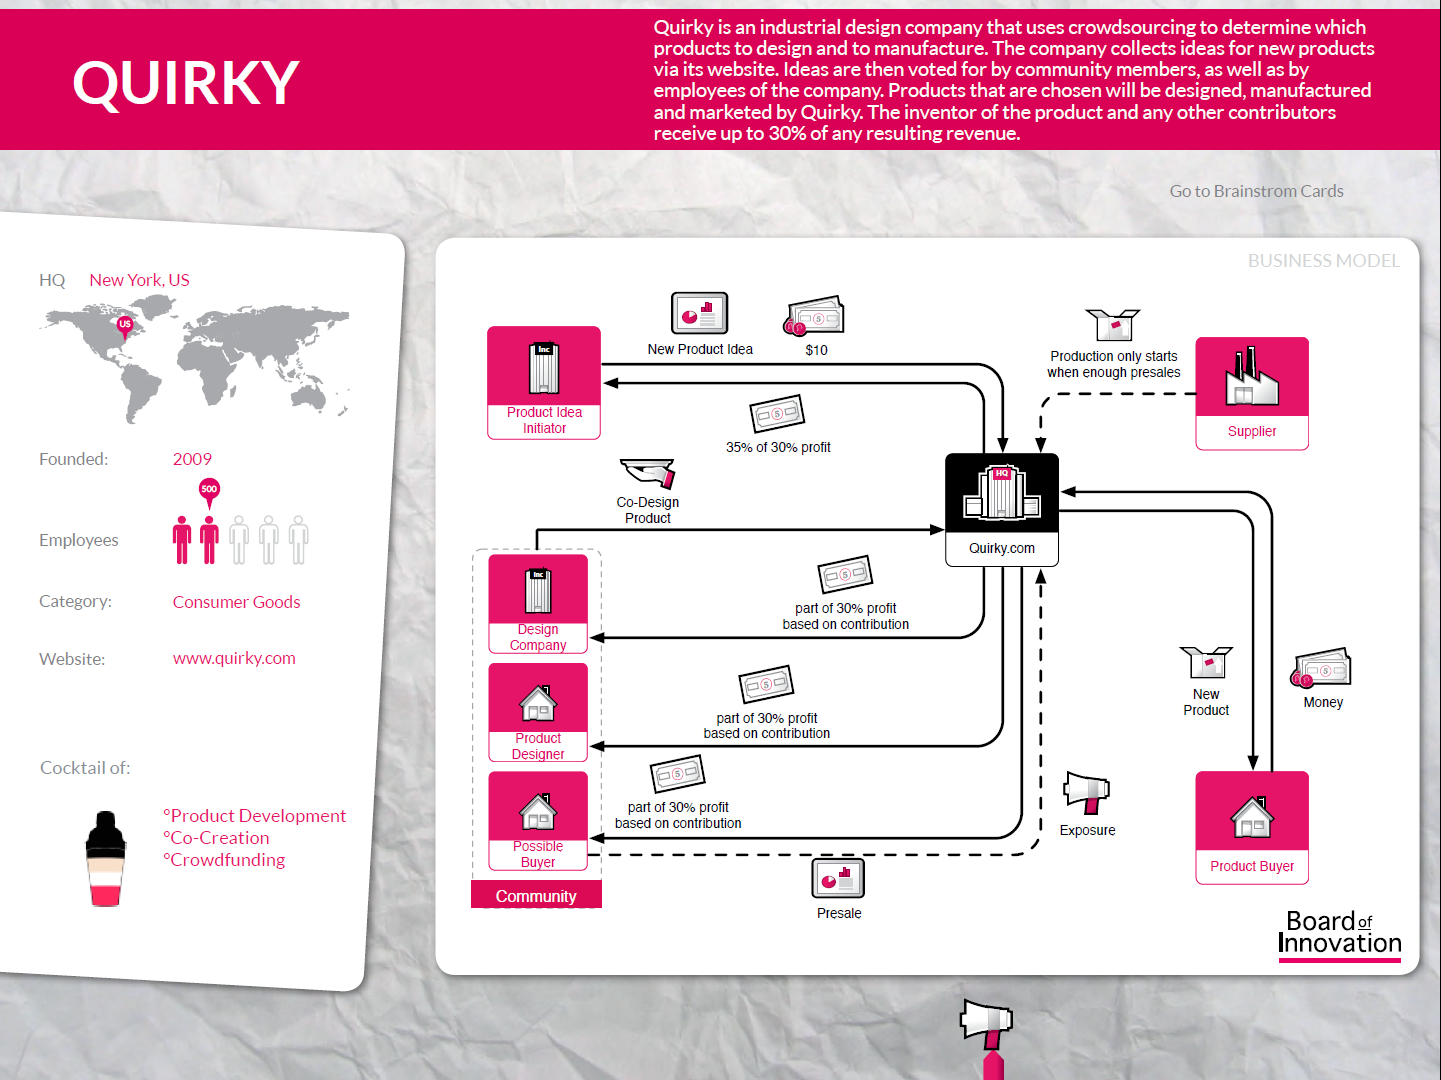 QUIRKY
Quirky is an industrial design company that uses crowdsourcing to determine which
products to design and to manufacture. The company collects ideas for new products
via its website. Ideas are then voted for by community members, as well as by
employees of the company. Products that are chosen will be designed, manufactured
and marketed by Quirky. The inventor of the product and any other contributors
receive up to 30% of any resulting revenue.
Go to Brainstrom Cards
HQ New York, US
US
Founded: 2009
500
Employees
Category: Consumer Goods
Website: www.quirky.com
Cocktail of:
°Product Development
°Co-Creation
°Crowdfunding
BUSINESS MODEL
Inc
Product Idea
Initiator
New Product Idea
5
$10
5
35% of 30% profit
Production only starts
when enough presales
Supplier
Co-Design
Product
HQ
Quirky.com
Inc
Design
Company
5
part of 30% profit
based on contribution
Product
Designer
5
part of 30% profit
based on contribution
Possible
Buyer
5
part of 30% profit
based on contribution
Community
Presale
Exposure
New
Product
5
Money
Product Buyer
Board of
Innovation